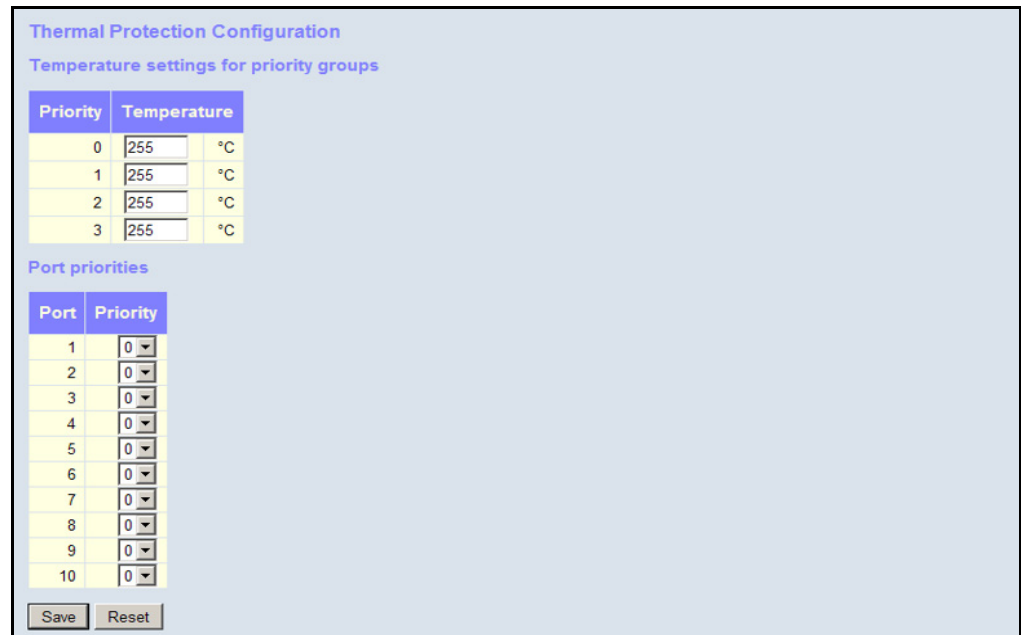 Thermal Protection Configuration
Temperature settings for priority groups
Priority Temperature
0 255 °C
1 255 °C
2 255 °C
3 255 °C
Port priorities
Port Priority
1 0
2 0
3 0
4 0
5 0
6 0
7 0
8 0
9 0
10 0
Save Reset